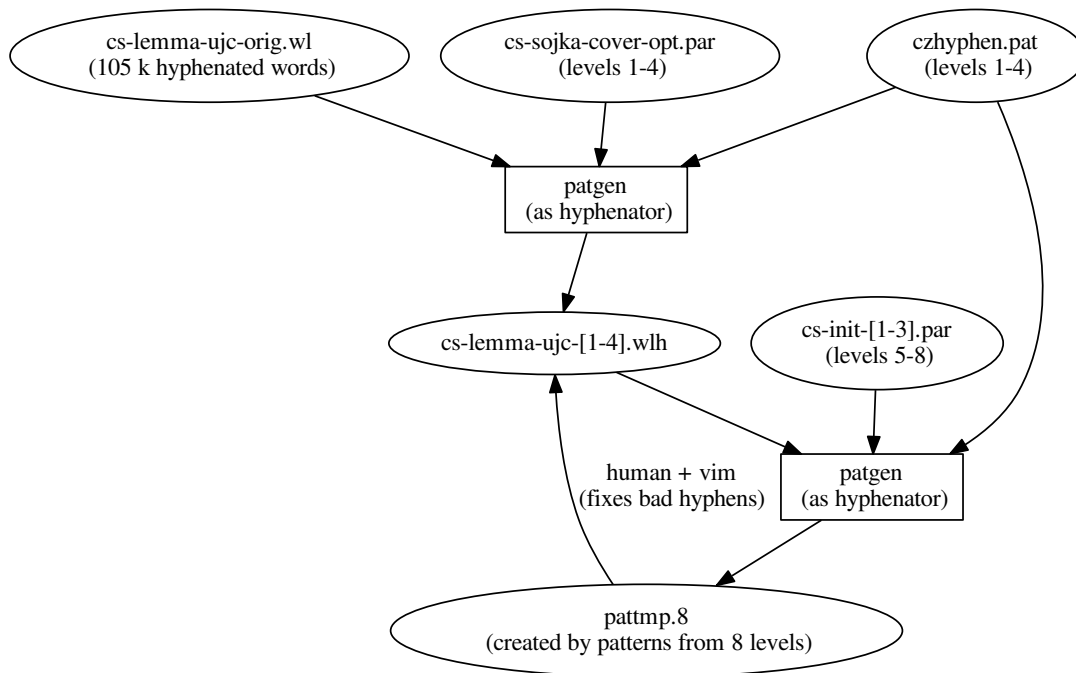 cs-lemma-ujc-orig.wl
(105 k hyphenated words)
cs-sojka-cover-opt.par
(levels 1-4)
czhyphen.pat
(levels 1-4)
patgen
(as hyphenator)
cs-lemma-ujc-[1-4].wlh
cs-init-[1-3].par
(levels 5-8)
human + vim
(fixes bad hyphens)
patgen
(as hyphenator)
pattmp.8
(created by patterns from 8 levels)